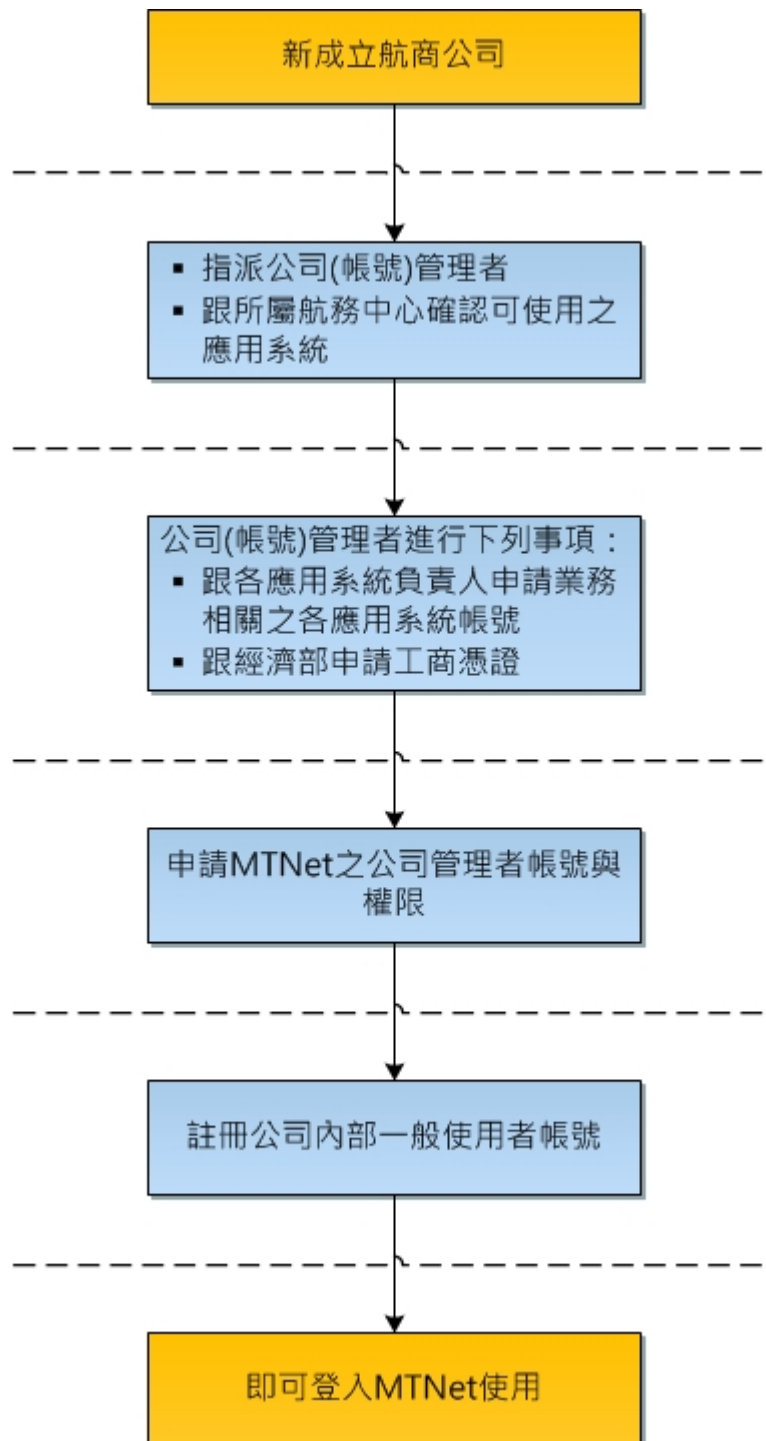 新成立航商公司
▪ 指派公司(帳號)管理者
▪ 跟所屬航務中心確認可使用之
應用系統
公司(帳號)管理者進行下列事項：
▪ 跟各應用系統負責人申請業務
相關之各應用系統帳號
▪ 跟經濟部申請工商憑證
申請MTNet之公司管理者帳號與
權限
註冊公司內部一般使用者帳號
即可登入MTNet使用